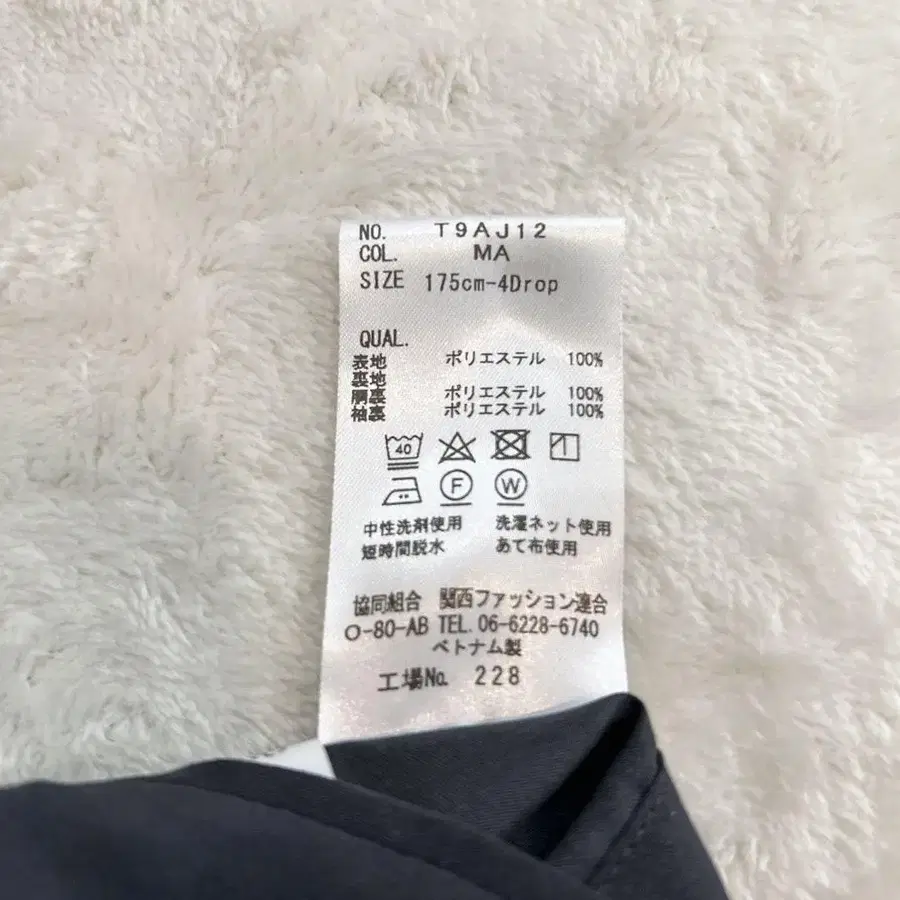 NO. T9AJ12
COL. MA
SIZE 175cm-4Drop
QUAL.
表地 ポリエステル 100%
裏地
胴裏 ポリエステル 100%
袖裏 ポリエステル 100%
40
F W
中性洗剤使用 洗濯ネット使用
短時間脱水 あて布使用
協同組合 関西ファッション連合
O-80-AB TEL.06-6228-6740
ベトナム製
工場No. 228